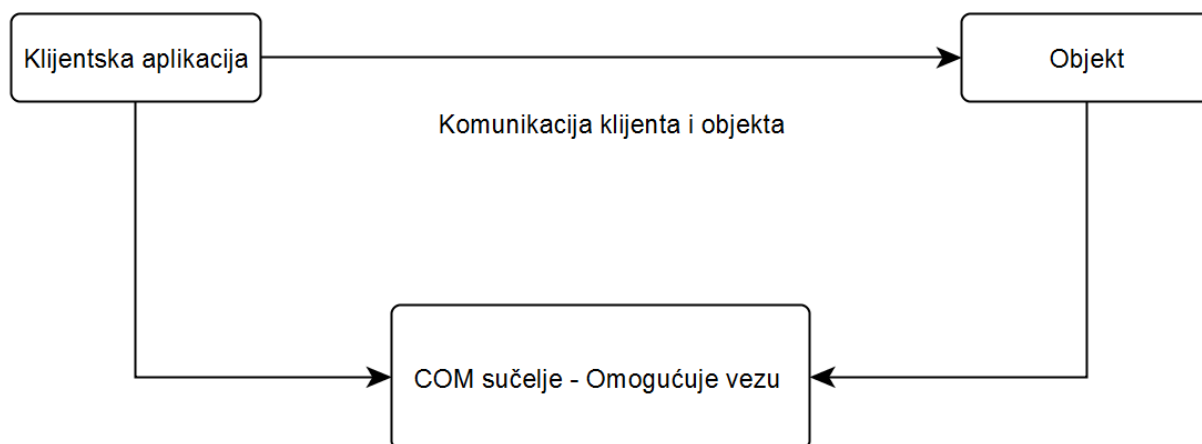 Klijentska aplikacija
Objekt
Komunikacija klijenta i objekta
COM sučelje - Omogućuje vezu